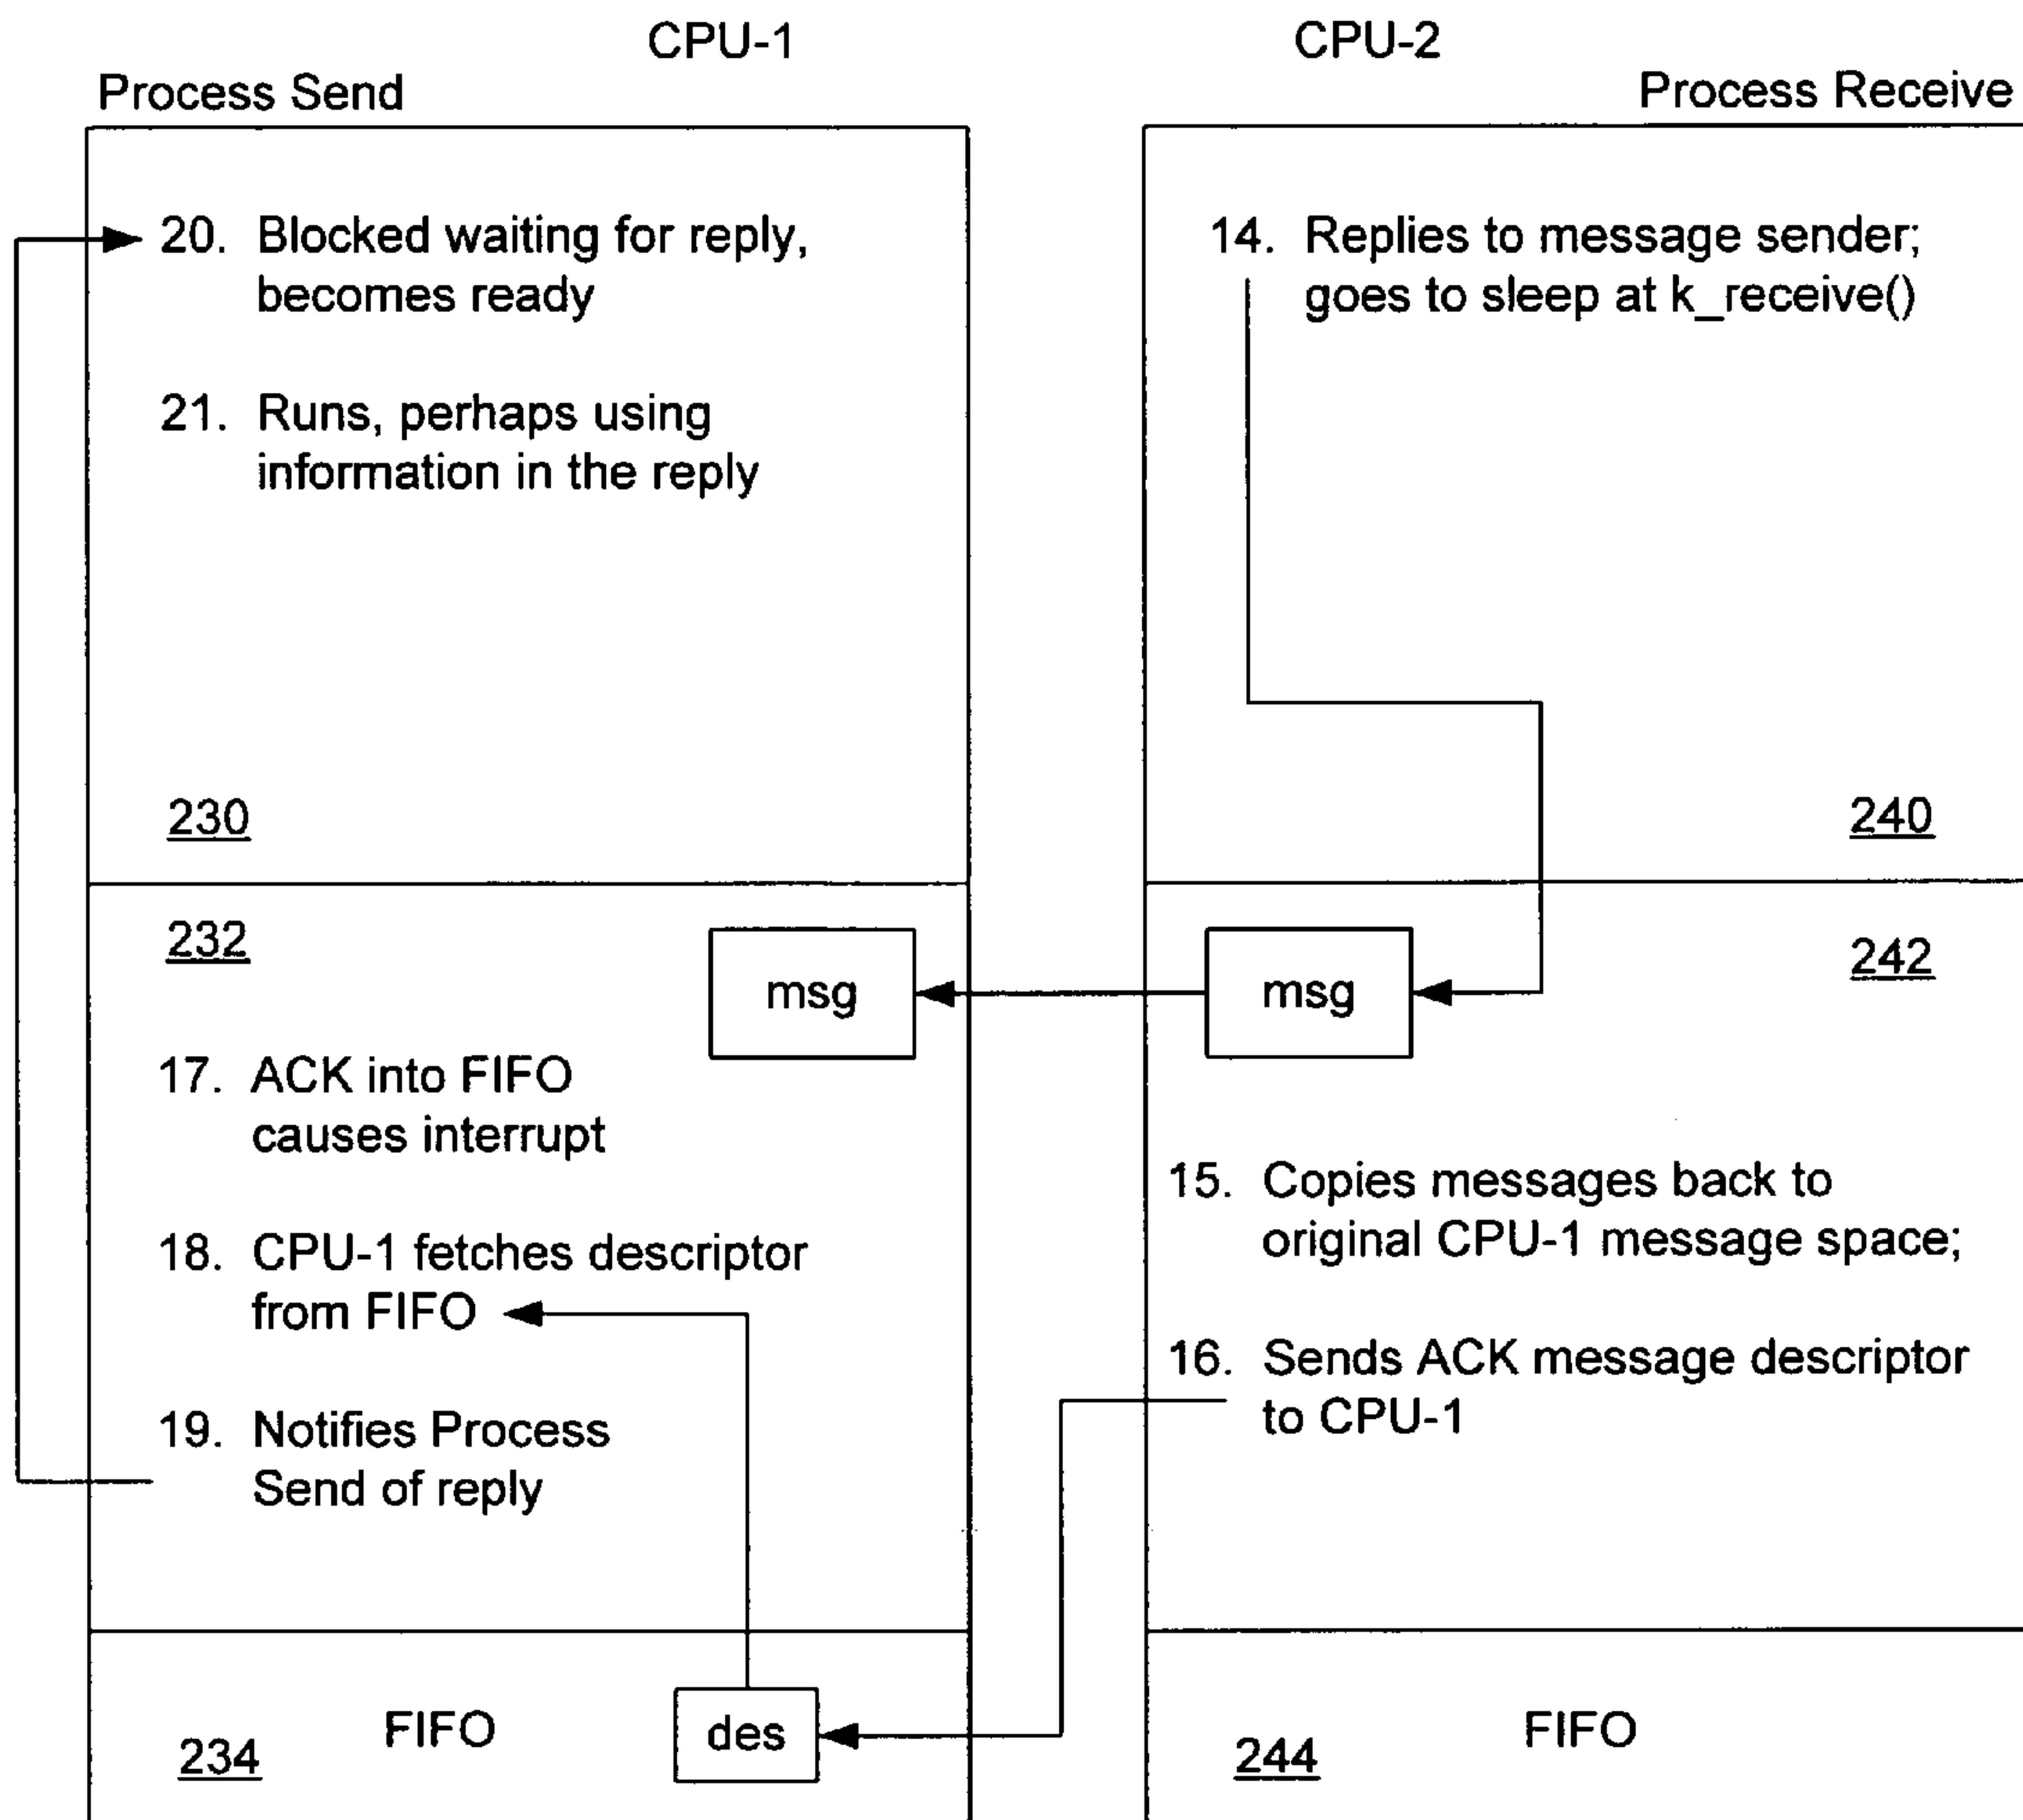 CPU-1
CPU-2
Process Send
Process Receive
20. Blocked waiting for reply,
becomes ready
21. Runs, perhaps using
information in the reply
230
14. Replies to message sender;
goes to sleep at k_receive()
240
232
msg
17. ACK into FIFO
causes interrupt
18. CPU-1 fetches descriptor
from FIFO
19. Notifies Process
Send of reply
msg
242
15. Copies messages back to
original CPU-1 message space;
16. Sends ACK message descriptor
to CPU-1
234
FIFO
des
244
FIFO